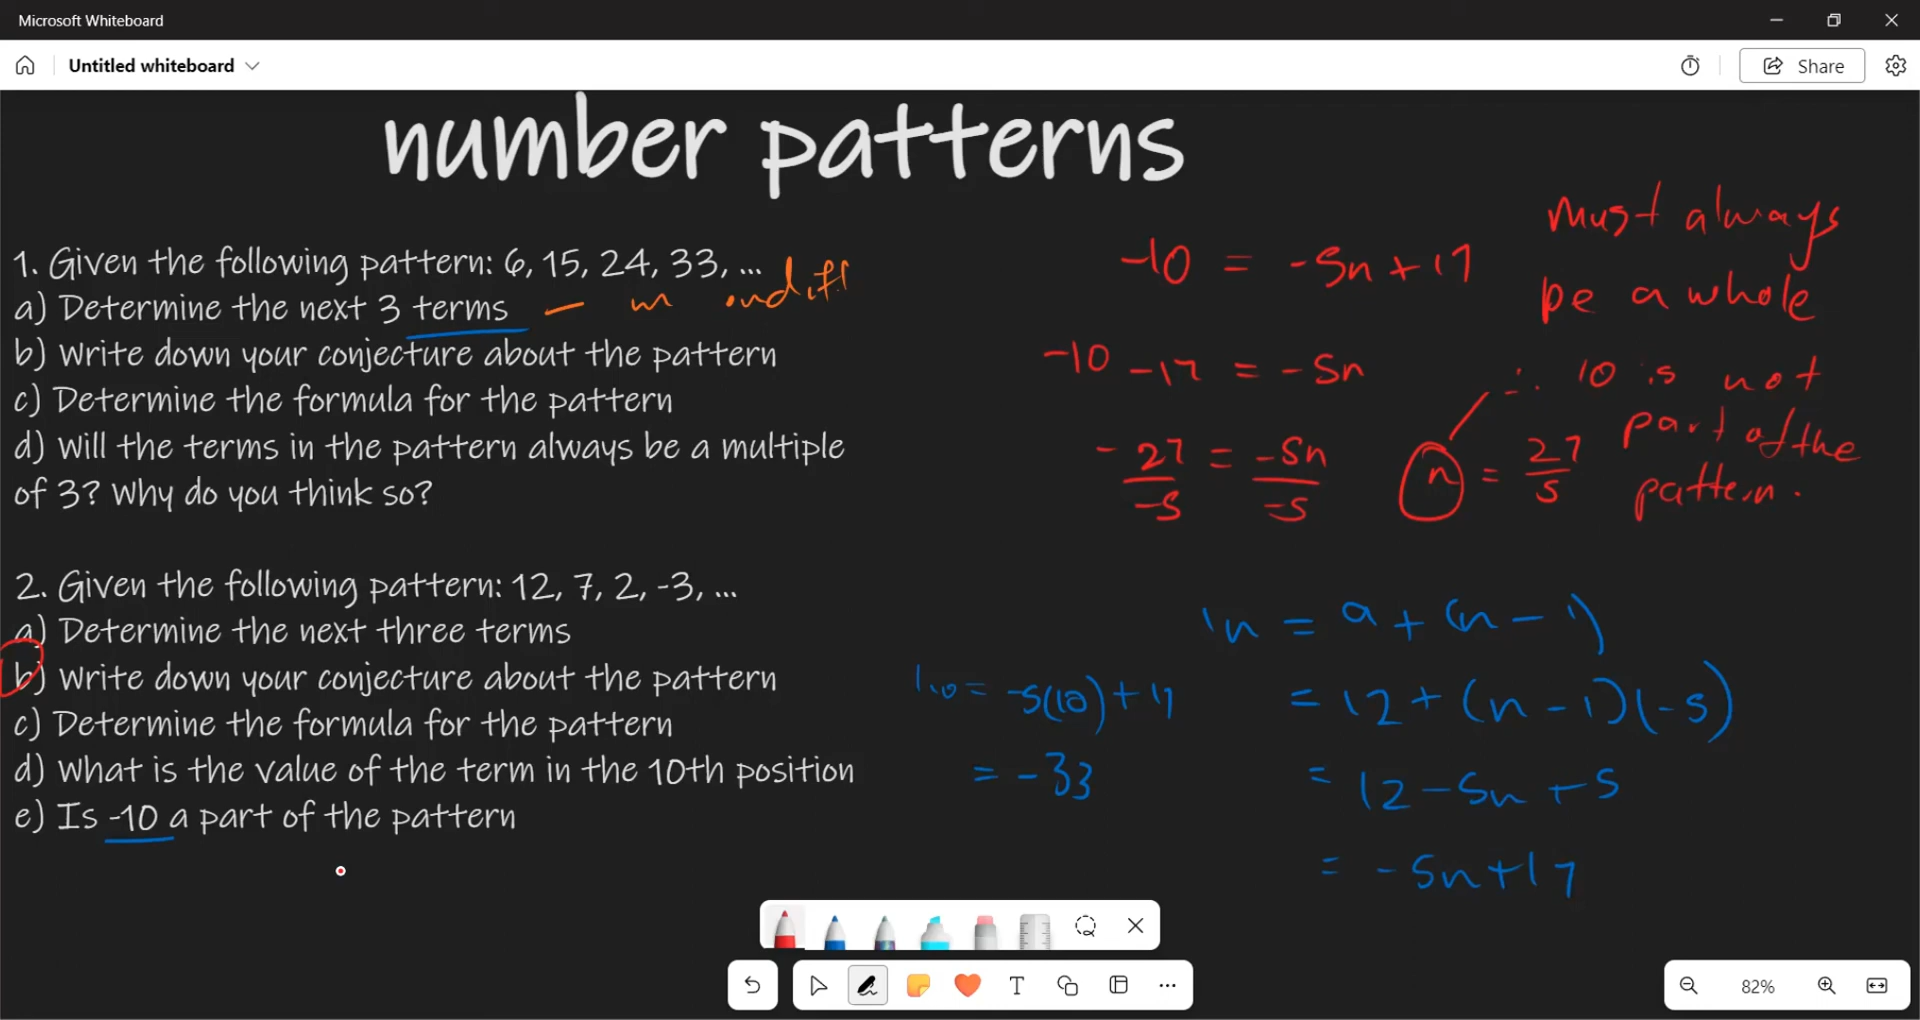 Microsoft Whiteboard
Untitled whiteboard
Share
number patterns
1. Given the following pattern: 6, 15, 24, 33, ...
a) Determine the next 3 terms –
b) Write down your conjecture about the pattern
c) Determine the formula for the pattern
d) Will the terms in the pattern always be a multiple
of 3? Why do you think so?
2. Given the following pattern: 12, 7, 2, -3, ...
a) Determine the next three terms
b) Write down your conjecture about the pattern
c) Determine the formula for the pattern
d) What is the value of the term in the 10th position
e) Is -10 a part of the pattern
-10 = -5n + 17
-10 - 17 = -5n
-27/-5 = -5n/-5
n = 27/5
must always
be a whole
∴ 10 is not
part of the
pattern.
= a + (n - 1)
= 12 + (n - 1)(-5)
= 12 - 5n + 5
= -5n + 17
= -5(10) + 17
= -33
82%